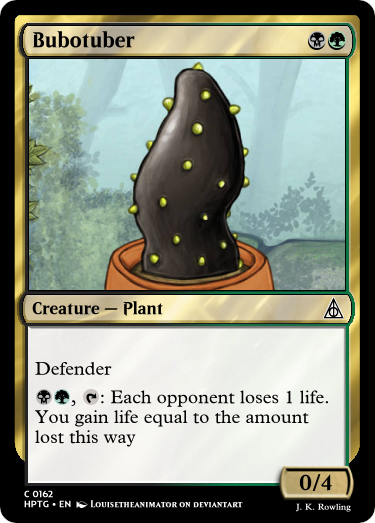 Bubotuber
Creature — Plant
Defender
, : Each opponent loses 1 life.
You gain life equal to the amount
lost this way
0/4
C 0162
HPTG • EN LOUISETHEANIMATOR ON DEVIANTART
J. K. Rowling